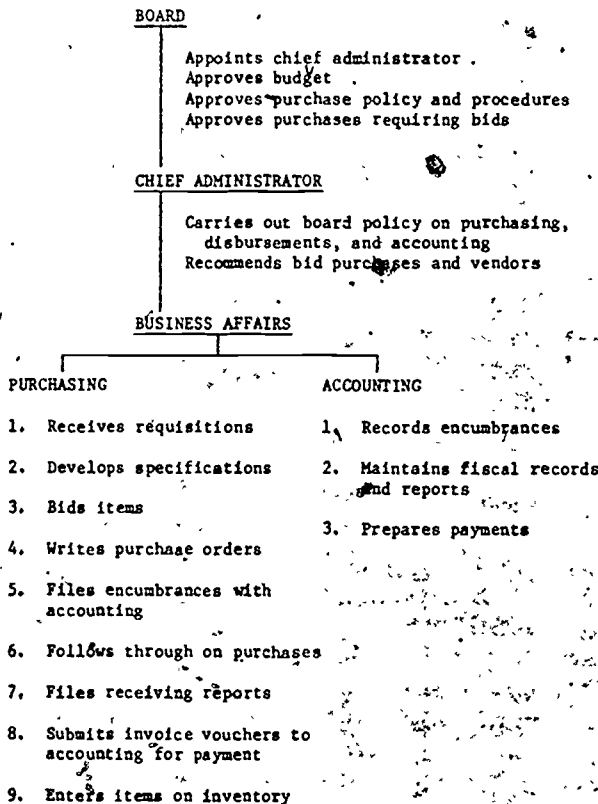 BOARD
Appoints chief administrator .
Approves budget .
Approves purchase policy and procedures
Approves purchases requiring bids
CHIEF ADMINISTRATOR
Carries out board policy on purchasing,
disbursements, and accounting
Recommends bid purchases and vendors
BUSINESS AFFAIRS
PURCHASING
1. Receives requisitions
2. Develops specifications
3. Bids items
4. Writes purchase orders
5. Files encumbrances with
accounting
6. Follows through on purchases
7. Files receiving reports
8. Submits invoice vouchers to
accounting for payment
9. Enters items on inventory
ACCOUNTING
1. Records encumbrances
2. Maintains fiscal records
and reports
3. Prepares payments